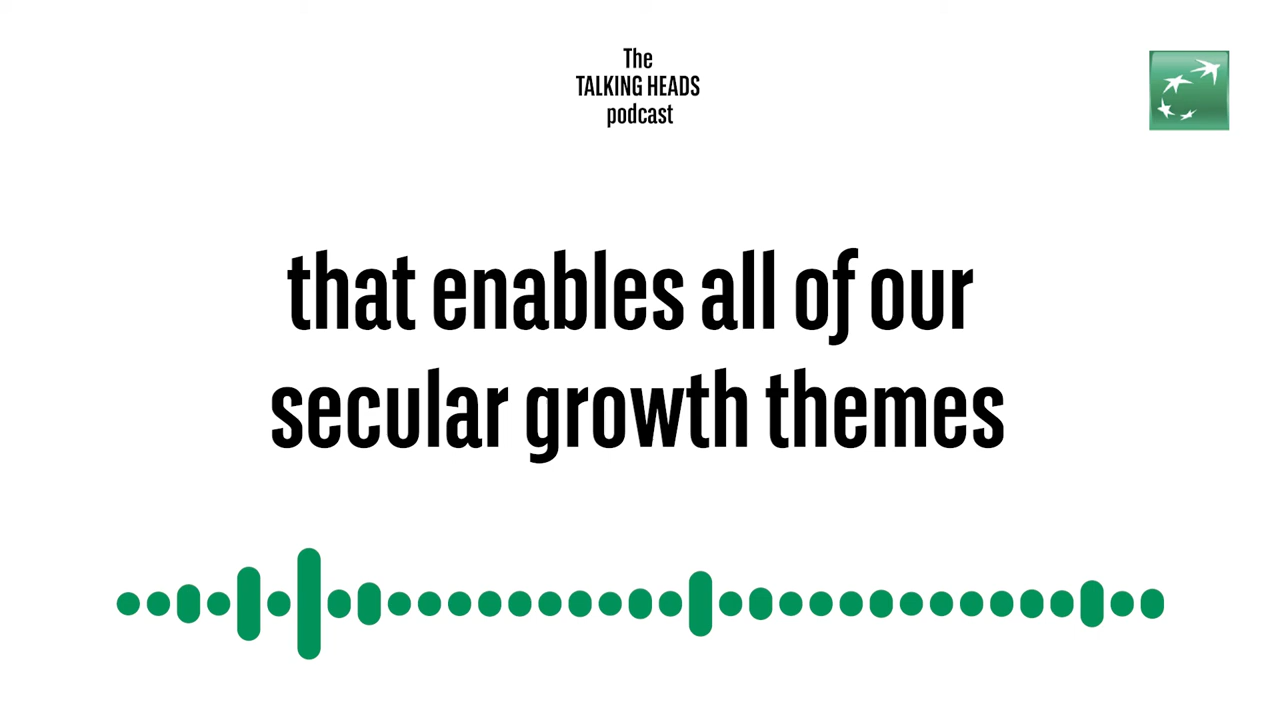 The
TALKING HEADS
podcast
that enables all of our
secular growth themes